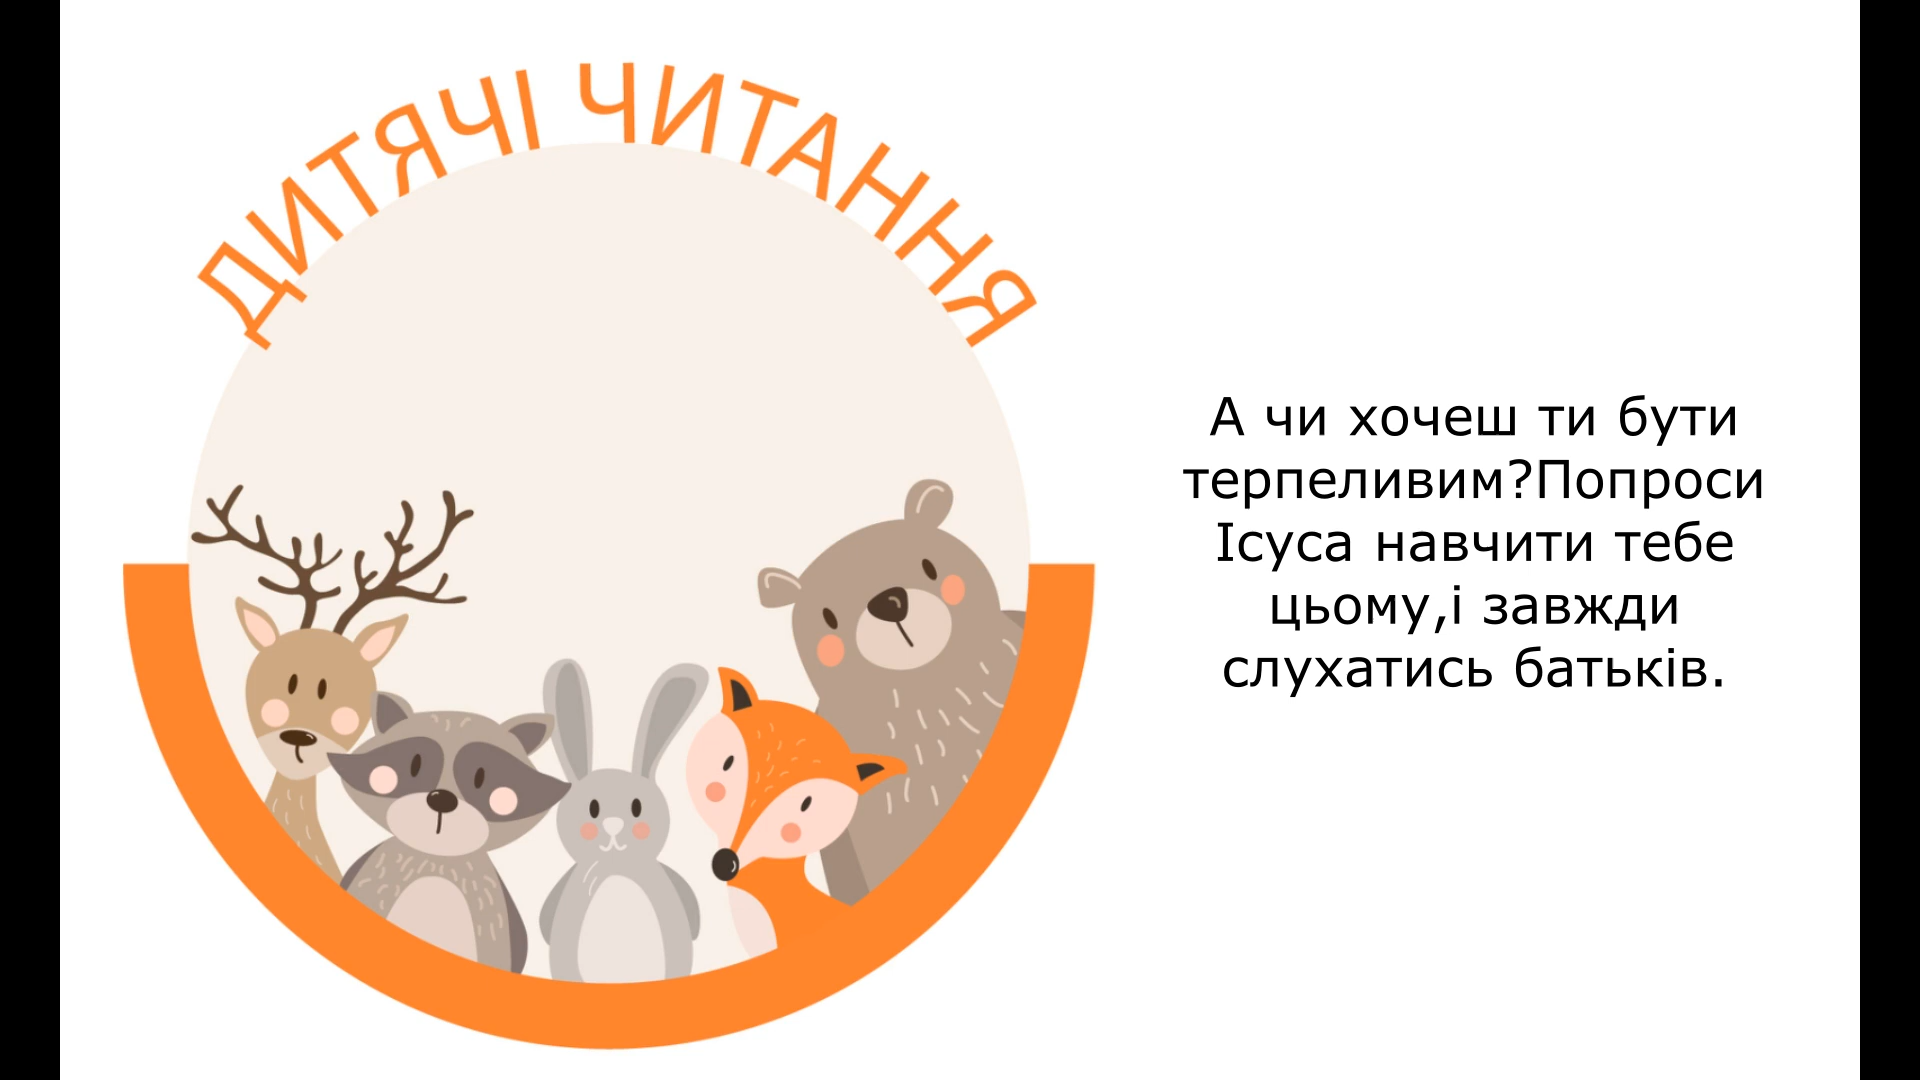 ДИТЯЧІ ЧИТАННЯ
А чи хочеш ти бути
терпеливим?Попроси
Ісуса навчити тебе
цьому,і завжди
слухатись батьків.